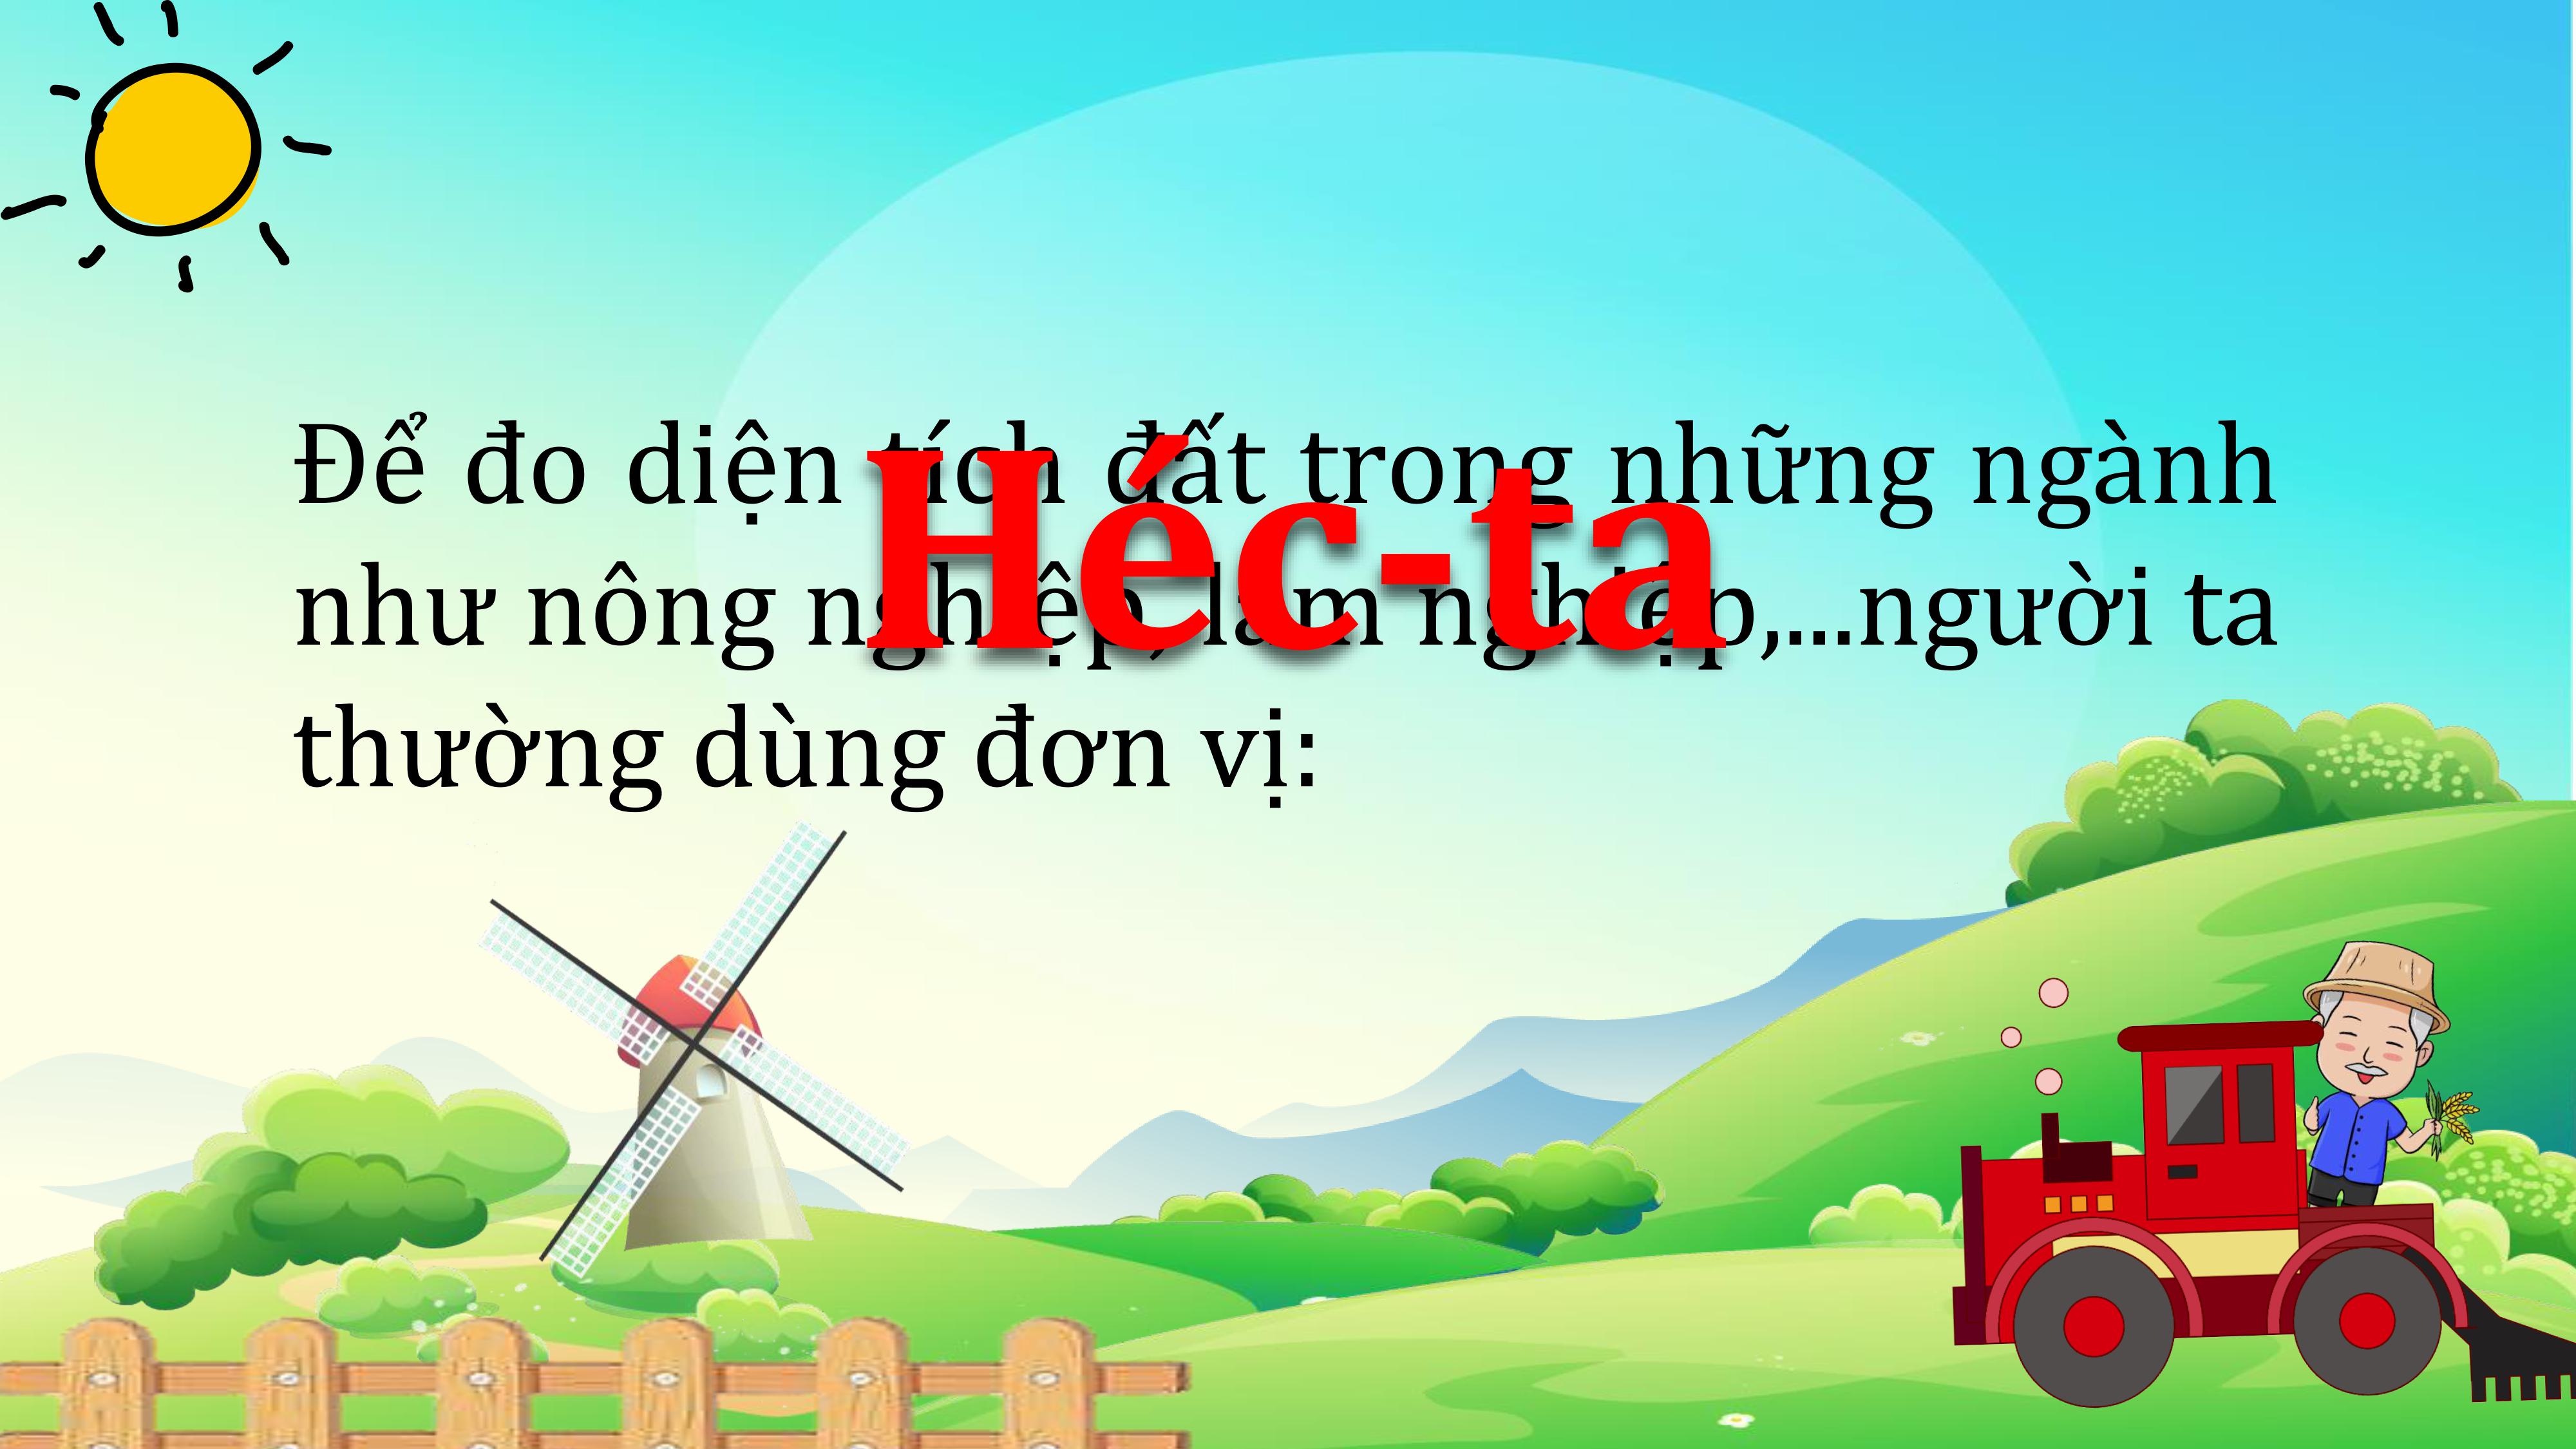 Để đo diện tích đất trong những ngành
như nông nghiệp, lâm nghiệp,...người ta
thường dùng đơn vị:
Héc-ta